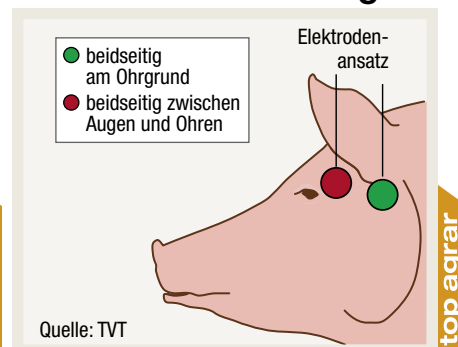 beidseitig
am Ohrgrund
beidseitig zwischen
Augen und Ohren
Elektroden-
ansatz
Quelle: TVT
top agrar